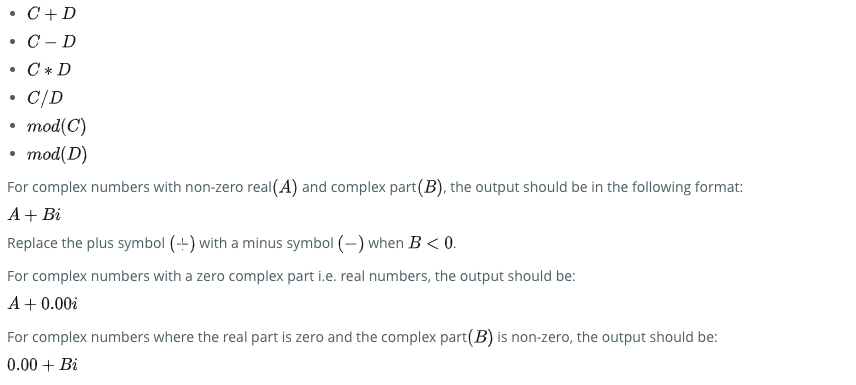 • C + D
• C − D
• C * D
• C/D
• mod(C)
• mod(D)
For complex numbers with non-zero real(A) and complex part(B), the output should be in the following format:
A + Bi
Replace the plus symbol (+) with a minus symbol (−) when B < 0.
For complex numbers with a zero complex part i.e. real numbers, the output should be:
A + 0.00i
For complex numbers where the real part is zero and the complex part(B) is non-zero, the output should be:
0.00 + Bi